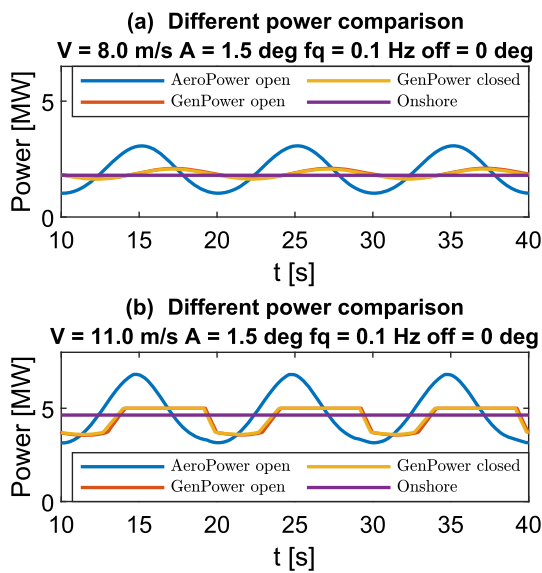 (a) Different power comparison
V = 8.0 m/s A = 1.5 deg fq = 0.1 Hz off = 0 deg
AeroPower open GenPower closed
GenPower open Onshore
Power [MW]
5
0
10 15 20 25 30 35 40
t [s]
(b) Different power comparison
V = 11.0 m/s A = 1.5 deg fq = 0.1 Hz off = 0 deg
Power [MW]
5
AeroPower open GenPower closed
GenPower open Onshore
0
10 15 20 25 30 35 40
t [s]